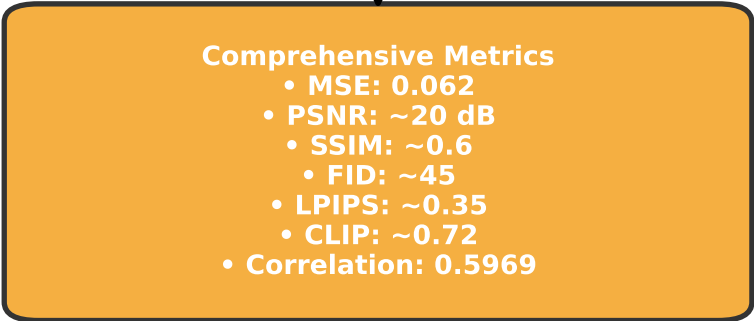 Comprehensive Metrics
• MSE: 0.062
• PSNR: ~20 dB
• SSIM: ~0.6
• FID: ~45
• LPIPS: ~0.35
• CLIP: ~0.72
• Correlation: 0.5969